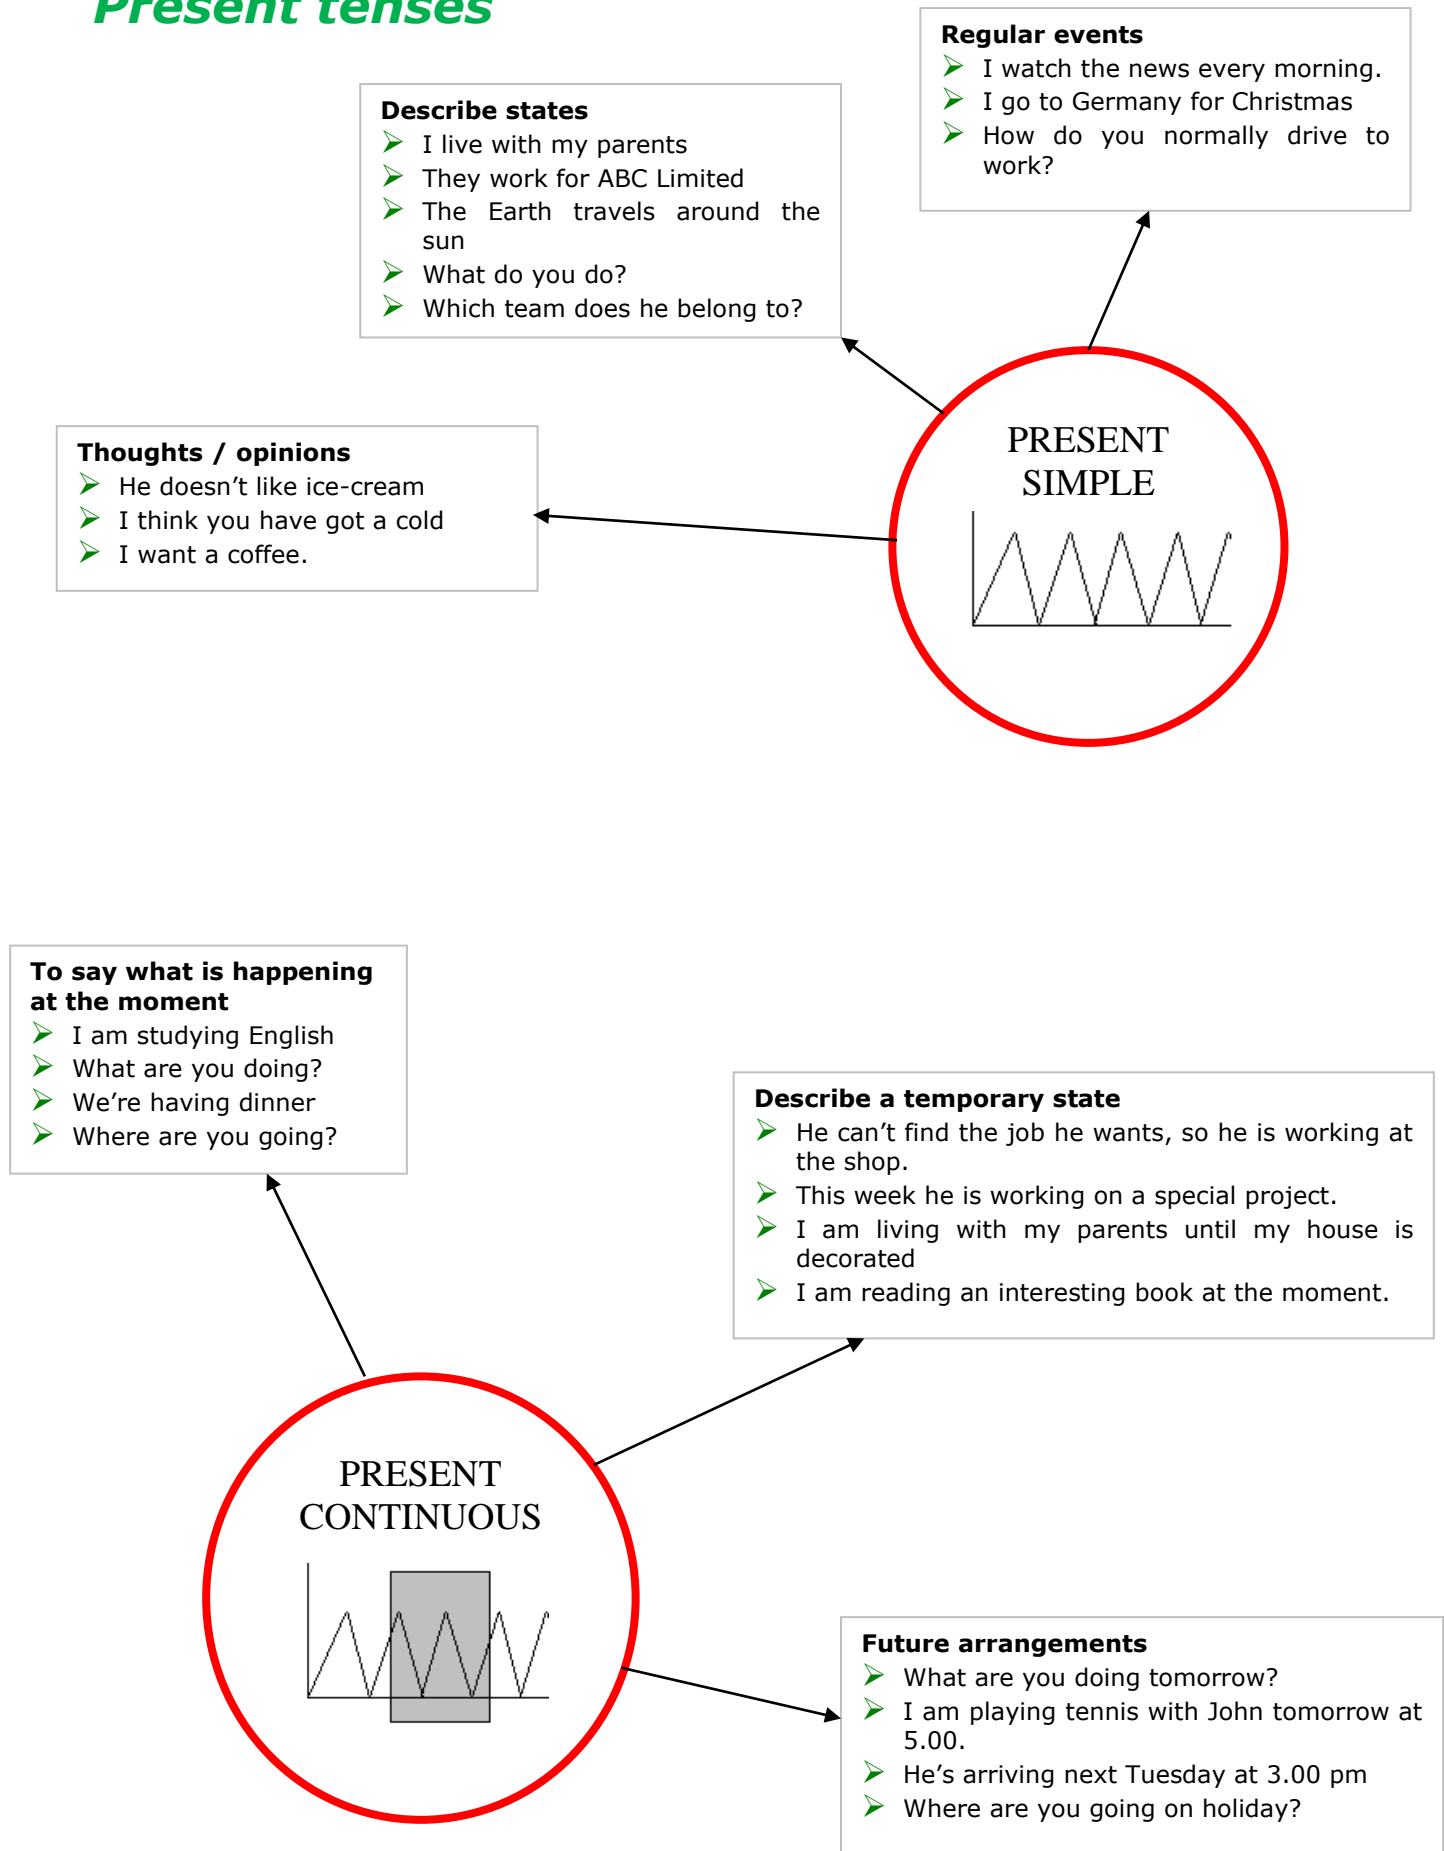 Present tenses
Regular events
I watch the news every morning.
I go to Germany for Christmas
How do you normally drive to
work?
Describe states
I live with my parents
They work for ABC Limited
The Earth travels around the
sun
What do you do?
Which team does he belong to?
Thoughts / opinions
He doesn’t like ice-cream
I think you have got a cold
I want a coffee.
PRESENT
SIMPLE
To say what is happening
at the moment
I am studying English
What are you doing?
We’re having dinner
Where are you going?
Describe a temporary state
He can’t find the job he wants, so he is working at
the shop.
This week he is working on a special project.
I am living with my parents until my house is
decorated
I am reading an interesting book at the moment.
PRESENT
CONTINUOUS
Future arrangements
What are you doing tomorrow?
I am playing tennis with John tomorrow at
5.00.
He’s arriving next Tuesday at 3.00 pm
Where are you going on holiday?